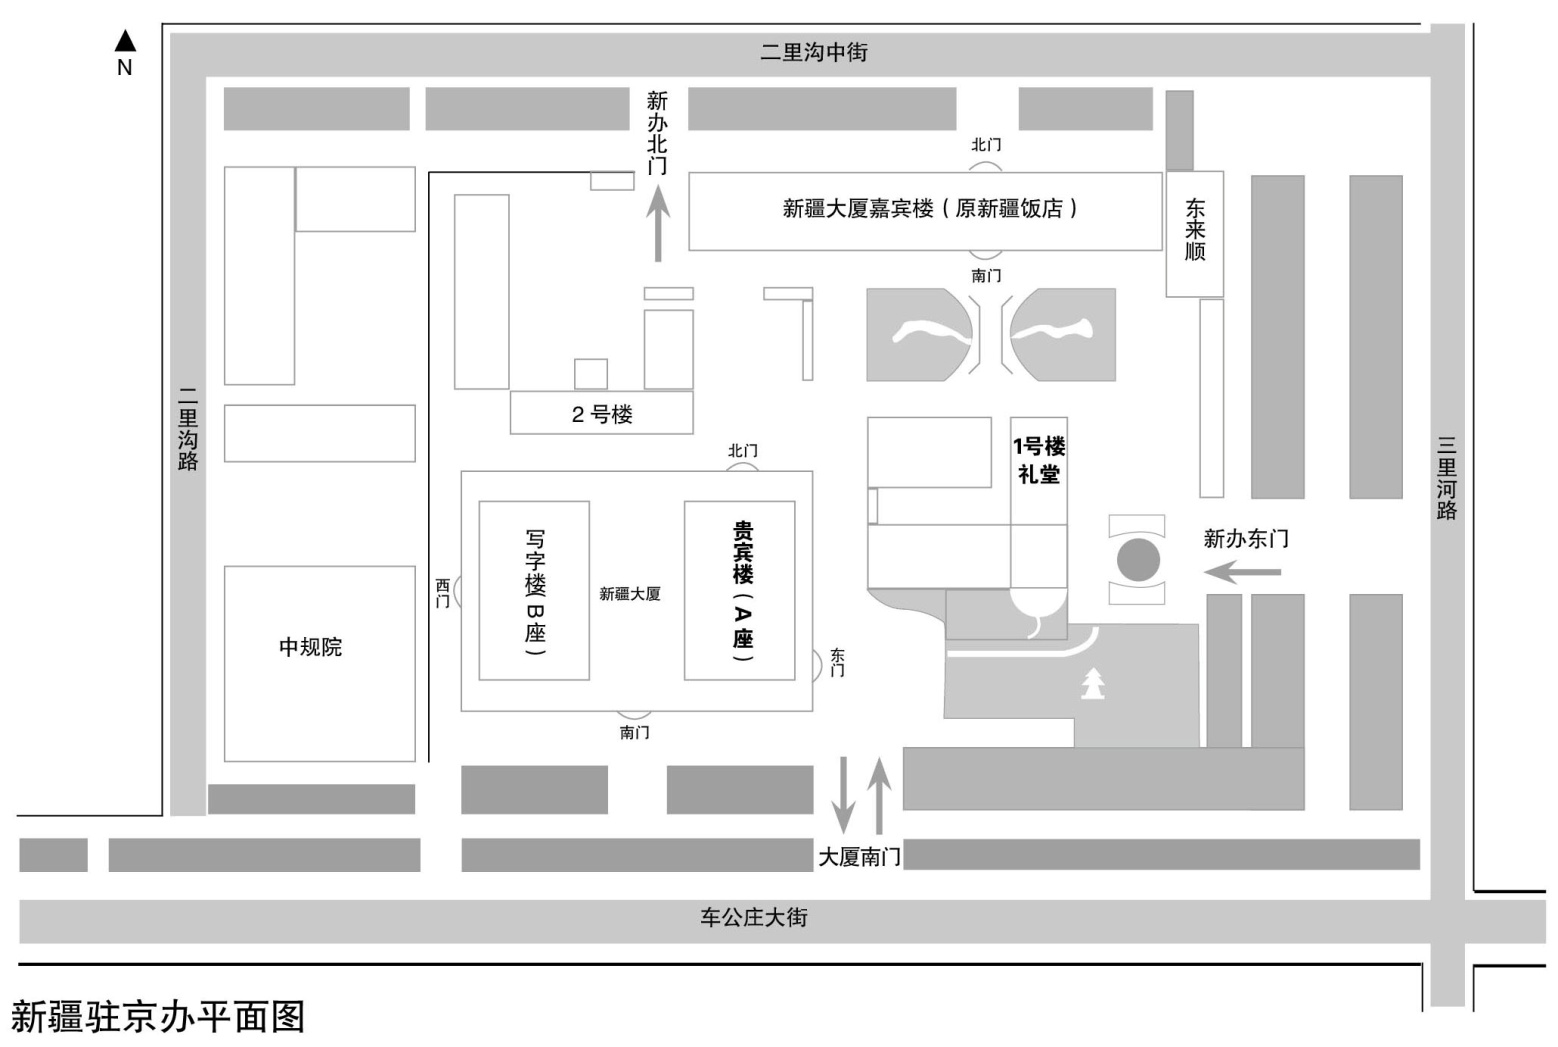 二里沟中街
N
新办北门
北门
新疆大厦嘉宾楼（原新疆饭店）
南门
东来顺
二里沟路
2 号楼
1号楼
礼堂
三里河路
北门
写字楼（B座）
新疆大厦
贵宾楼（A座）
西门
东门
南门
新办东门
中规院
大厦南门
车公庄大街
新疆驻京办平面图